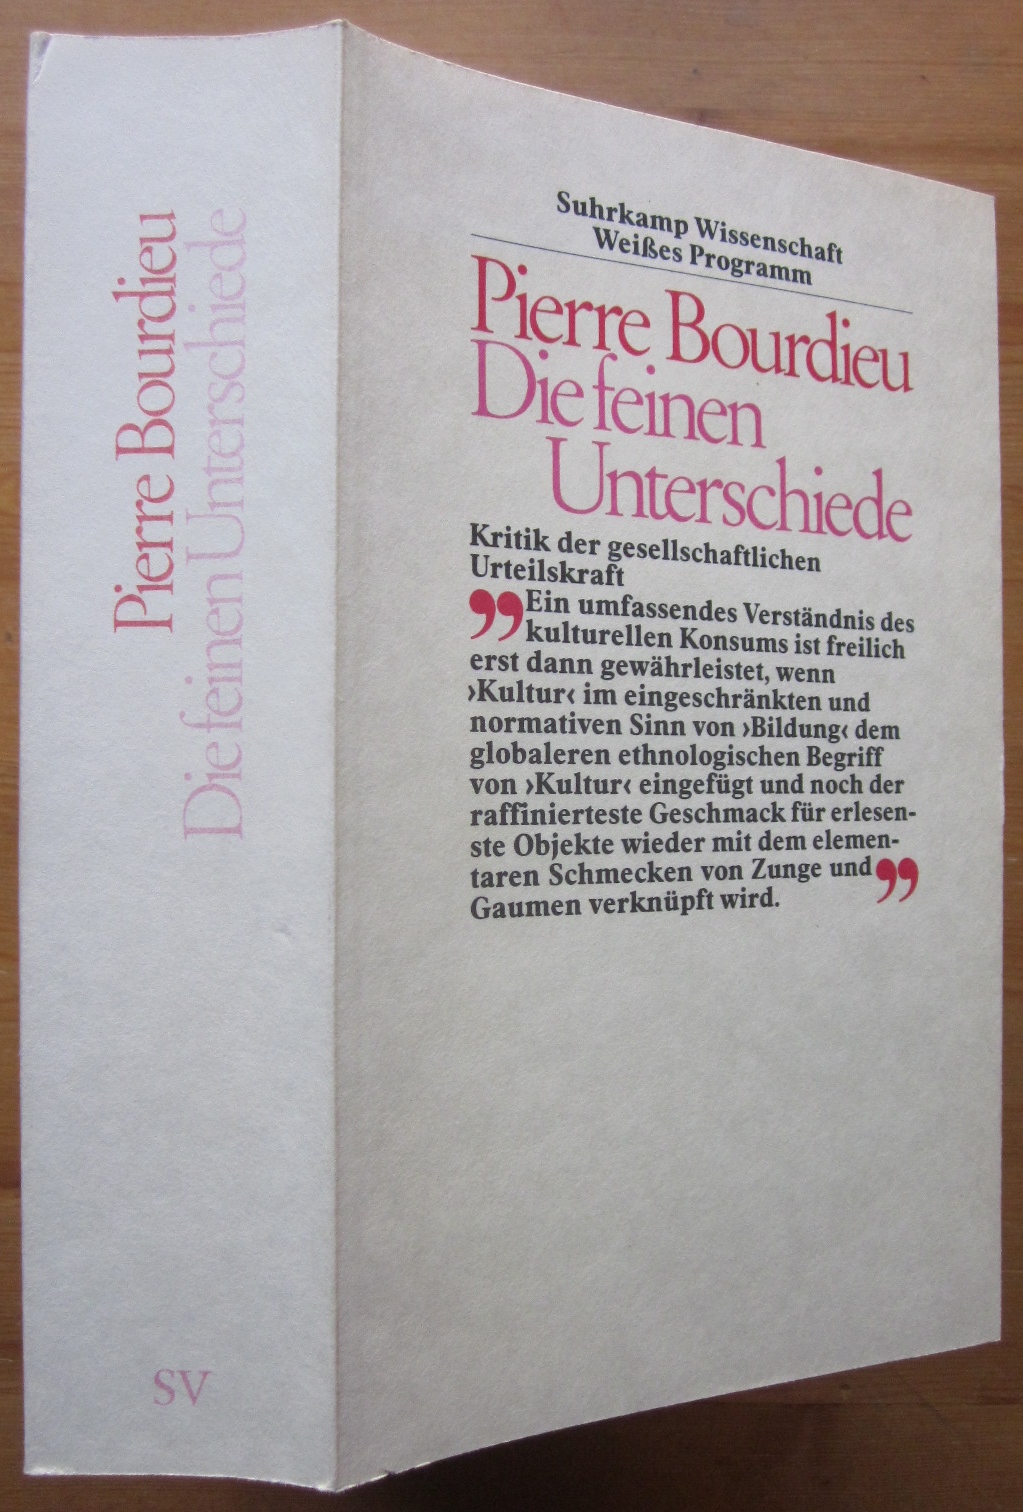 Pierre Bourdieu
Die feinen Unterschiede
SV
Suhrkamp Wissenschaft
Weißes Programm
Pierre Bourdieu
Die feinen
Unterschiede
Kritik der gesellschaftlichen
Urteilskraft
❟❟Ein umfassendes Verständnis des
kulturellen Konsums ist freilich
erst dann gewährleistet, wenn
›Kultur‹ im eingeschränkten und
normativen Sinn von ›Bildung‹ dem
globaleren ethnologischen Begriff
von ›Kultur‹ eingefügt und noch der
raffinierteste Geschmack für erlesen-
ste Objekte wieder mit dem elemen-
taren Schmecken von Zunge und
Gaumen verknüpft wird.❟❟